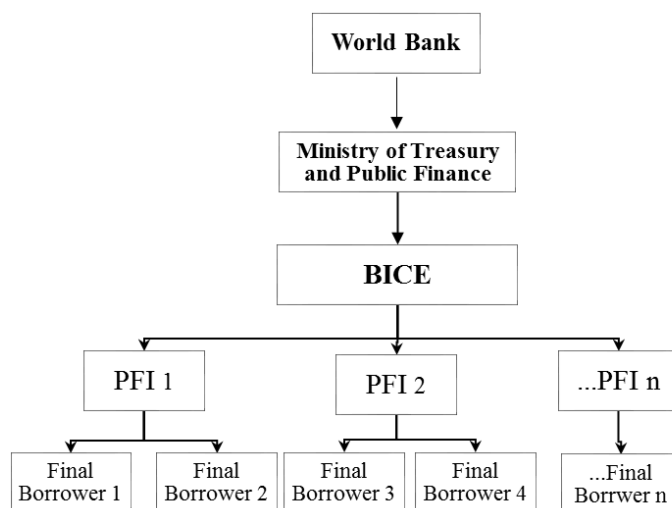 World Bank
Ministry of Treasury
and Public Finance
BICE
PFI 1
PFI 2
...PFI n
Final
Borrower 1
Final
Borrower 2
Final
Borrower 3
Final
Borrower 4
...Final
Borrwer n